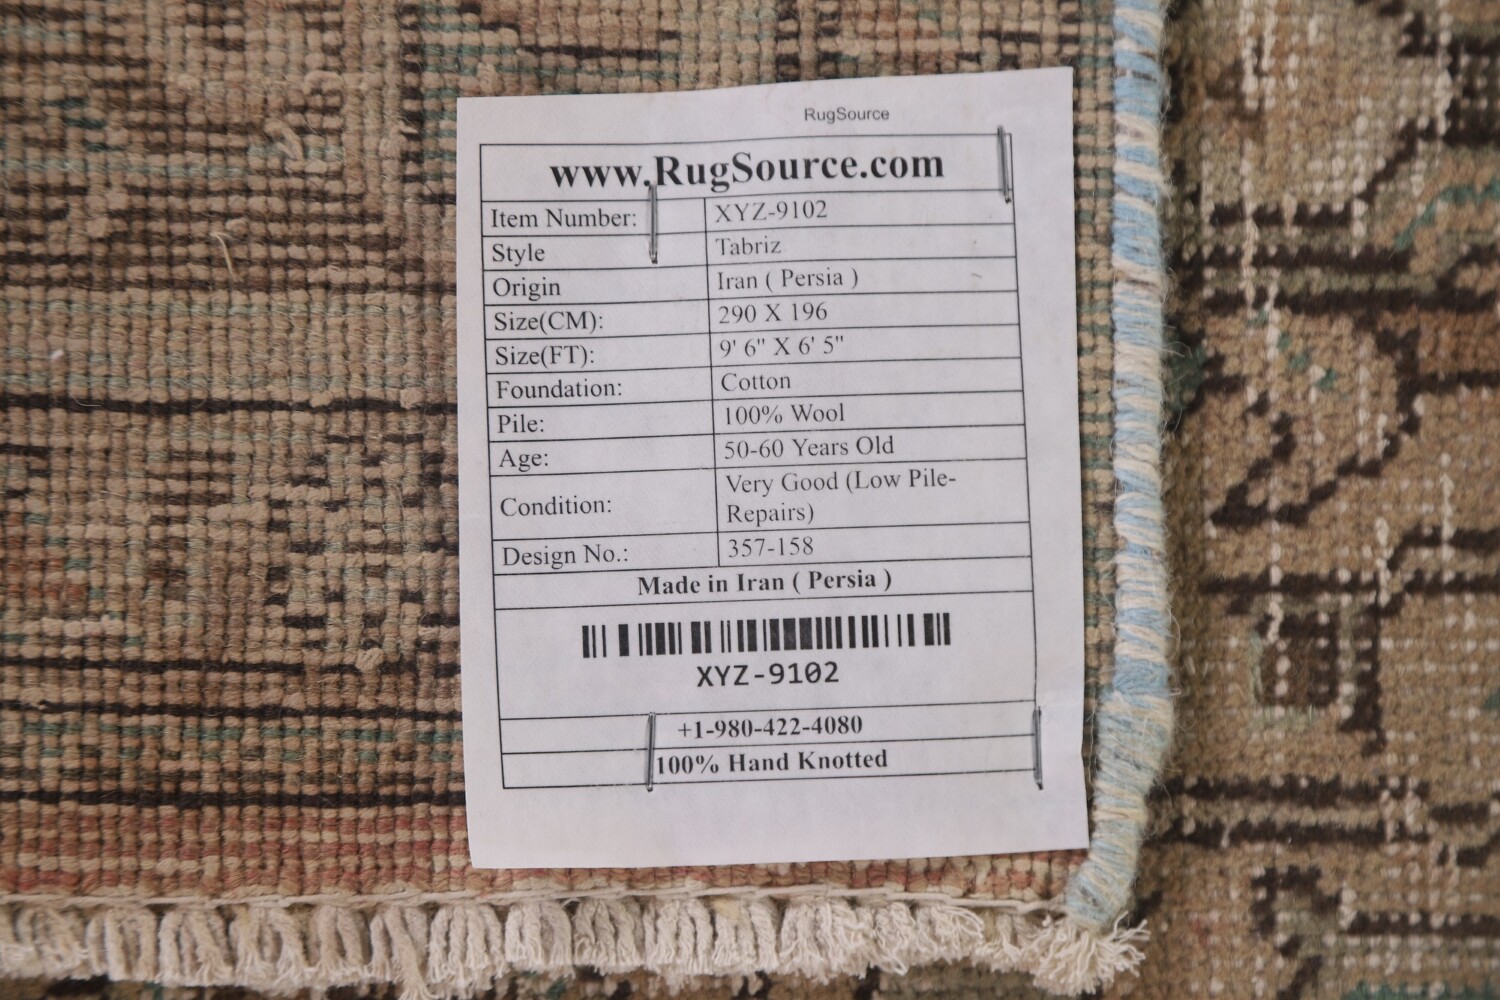 RugSource
www.RugSource.com
Item Number: XYZ-9102
Style Tabriz
Origin Iran ( Persia )
Size(CM): 290 X 196
Size(FT): 9' 6" X 6' 5"
Foundation: Cotton
Pile: 100% Wool
Age: 50-60 Years Old
Condition: Very Good (Low Pile-
Repairs)
Design No.: 357-158
Made in Iran ( Persia )
XYZ-9102
+1-980-422-4080
100% Hand Knotted